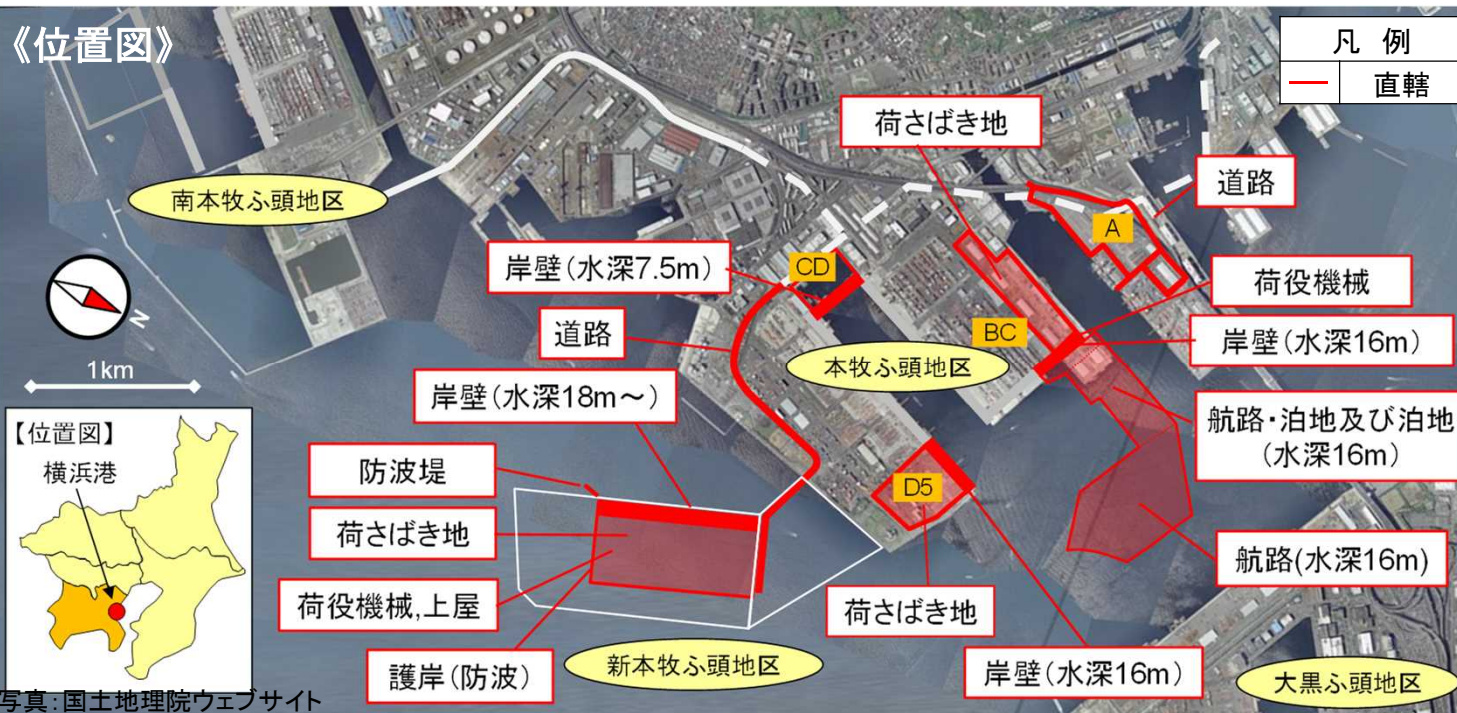 《位置図》
凡 例
直轄
荷さばき地
道路
南本牧ふ頭地区
A
岸壁(水深7.5m)
CD
荷役機械
N
道路
BC
岸壁(水深16m)
1km
本牧ふ頭地区
岸壁(水深18m～)
航路・泊地及び泊地
(水深16m)
【位置図】
横浜港
防波堤
D5
荷さばき地
航路(水深16m)
荷役機械,上屋
荷さばき地
護岸(防波)
新本牧ふ頭地区
岸壁(水深16m)
大黒ふ頭地区
写真:国土地理院ウェブサイト